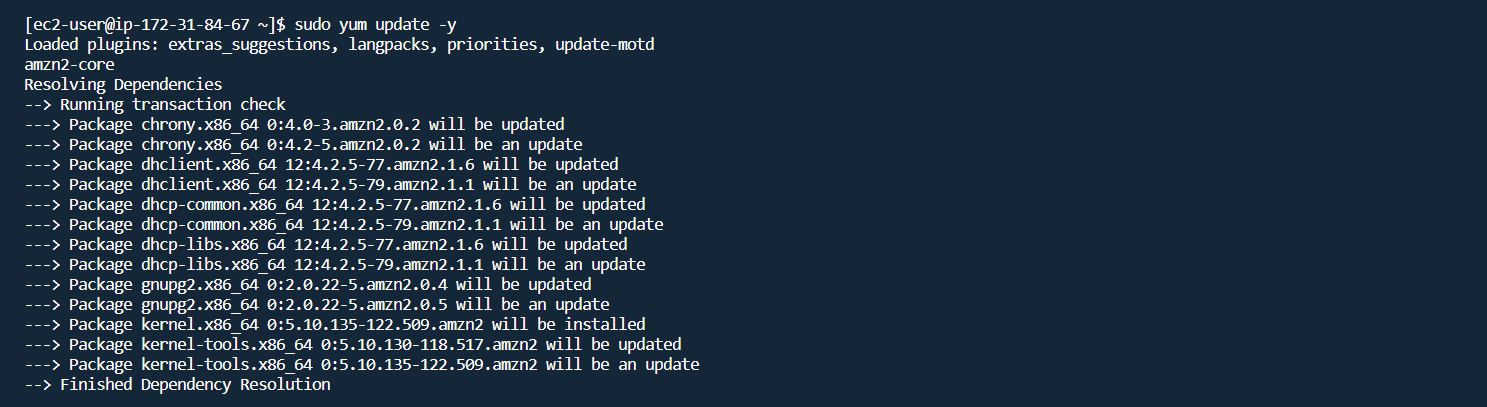 [ec2-user@ip-172-31-84-67 ~]$ sudo yum update -y
Loaded plugins: extras_suggestions, langpacks, priorities, update-motd
amzn2-core
Resolving Dependencies
--> Running transaction check
---> Package chrony.x86_64 0:4.0-3.amzn2.0.2 will be updated
---> Package chrony.x86_64 0:4.2-5.amzn2.0.2 will be an update
---> Package dhclient.x86_64 12:4.2.5-77.amzn2.1.6 will be updated
---> Package dhclient.x86_64 12:4.2.5-79.amzn2.1.1 will be an update
---> Package dhcp-common.x86_64 12:4.2.5-77.amzn2.1.6 will be updated
---> Package dhcp-common.x86_64 12:4.2.5-79.amzn2.1.1 will be an update
---> Package dhcp-libs.x86_64 12:4.2.5-77.amzn2.1.6 will be updated
---> Package dhcp-libs.x86_64 12:4.2.5-79.amzn2.1.1 will be an update
---> Package gnupg2.x86_64 0:2.0.22-5.amzn2.0.4 will be updated
---> Package gnupg2.x86_64 0:2.0.22-5.amzn2.0.5 will be an update
---> Package kernel.x86_64 0:5.10.135-122.509.amzn2 will be installed
---> Package kernel-tools.x86_64 0:5.10.130-118.517.amzn2 will be updated
---> Package kernel-tools.x86_64 0:5.10.135-122.509.amzn2 will be an update
--> Finished Dependency Resolution